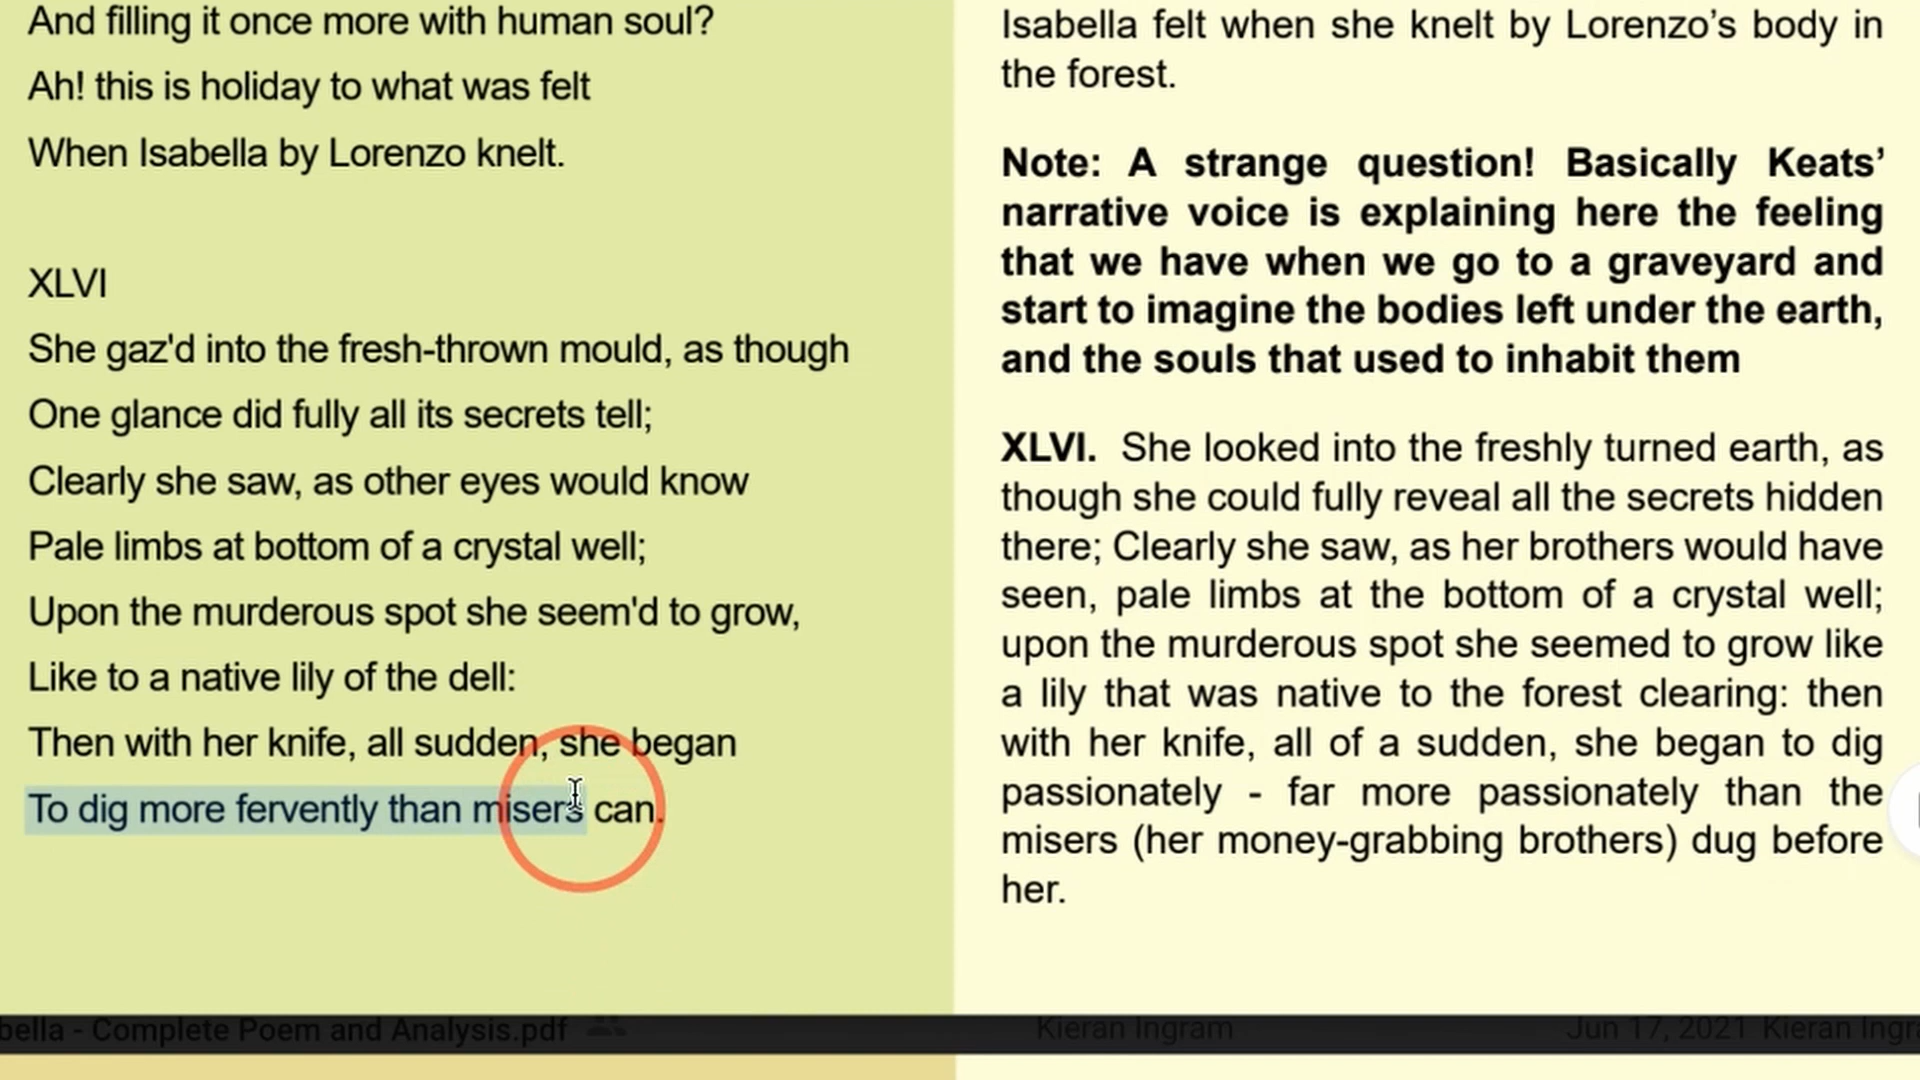 And filling it once more with human soul?
Ah! this is holiday to what was felt
When Isabella by Lorenzo knelt.
XLVI
She gaz'd into the fresh-thrown mould, as though
One glance did fully all its secrets tell;
Clearly she saw, as other eyes would know
Pale limbs at bottom of a crystal well;
Upon the murderous spot she seem'd to grow,
Like to a native lily of the dell:
Then with her knife, all sudden, she began
To dig more fervently than misers can.
Isabella felt when she knelt by Lorenzo’s body in
the forest.
Note: A strange question! Basically Keats’
narrative voice is explaining here the feeling
that we have when we go to a graveyard and
start to imagine the bodies left under the earth,
and the souls that used to inhabit them
XLVI. She looked into the freshly turned earth, as
though she could fully reveal all the secrets hidden
there; Clearly she saw, as her brothers would have
seen, pale limbs at the bottom of a crystal well;
upon the murderous spot she seemed to grow like
a lily that was native to the forest clearing: then
with her knife, all of a sudden, she began to dig
passionately - far more passionately than the
misers (her money-grabbing brothers) dug before
her.
bella - Complete Poem and Analysis.pdf Kieran Ingram Jun 17, 2021 Kieran Ingr